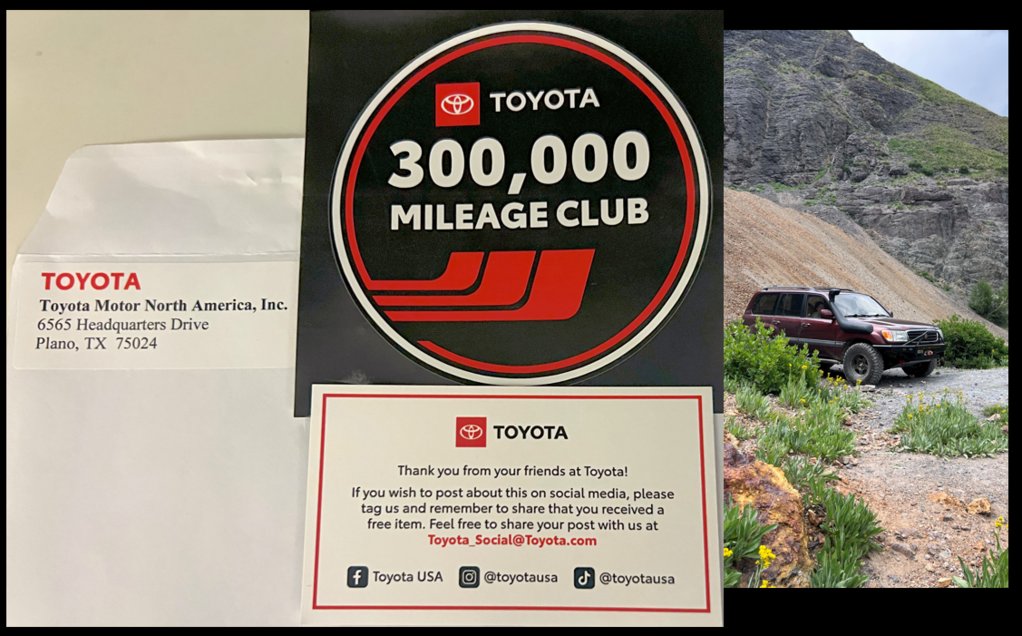 TOYOTA
Toyota Motor North America, Inc.
6565 Headquarters Drive
Plano, TX 75024
TOYOTA
300,000
MILEAGE CLUB
TOYOTA
Thank you from your friends at Toyota!
If you wish to post about this on social media, please
tag us and remember to share that you received a
free item. Feel free to share your post with us at
Toyota_Social@Toyota.com
Toyota USA @toyotausa @toyotausa